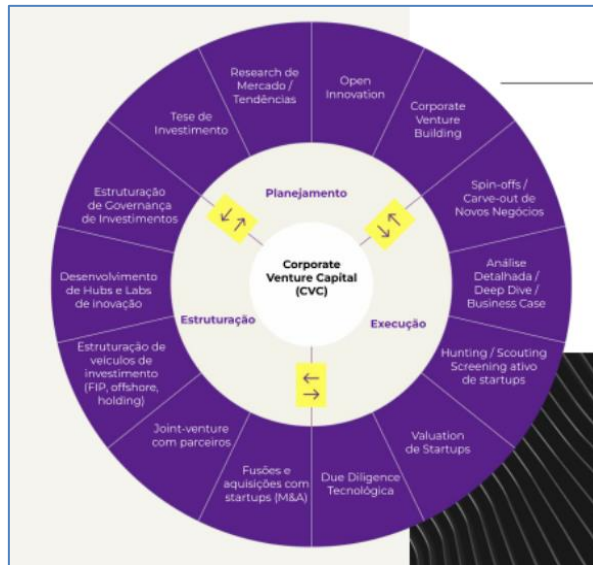 Research de
Mercado /
Tendências
Open
Innovation
Corporate
Venture
Building
Spin-offs /
Carve-out de
Novos Negócios
Análise
Detalhada /
Deep Dive /
Business Case
Hunting / Scouting
Screening ativo
de startups
Valuation
de Startups
Due Diligence
Tecnológica
Fusões e
aquisições com
startups (M&A)
Joint-venture
com parceiros
Estruturação de
veículos de
investimento
(FIP, offshore,
holding)
Desenvolvimento
de Hubs e Labs
de inovação
Estruturação
de Governança
de Investimentos
Tese de
Investimento
Planejamento
Execução
Estruturação
Corporate
Venture Capital
(CVC)